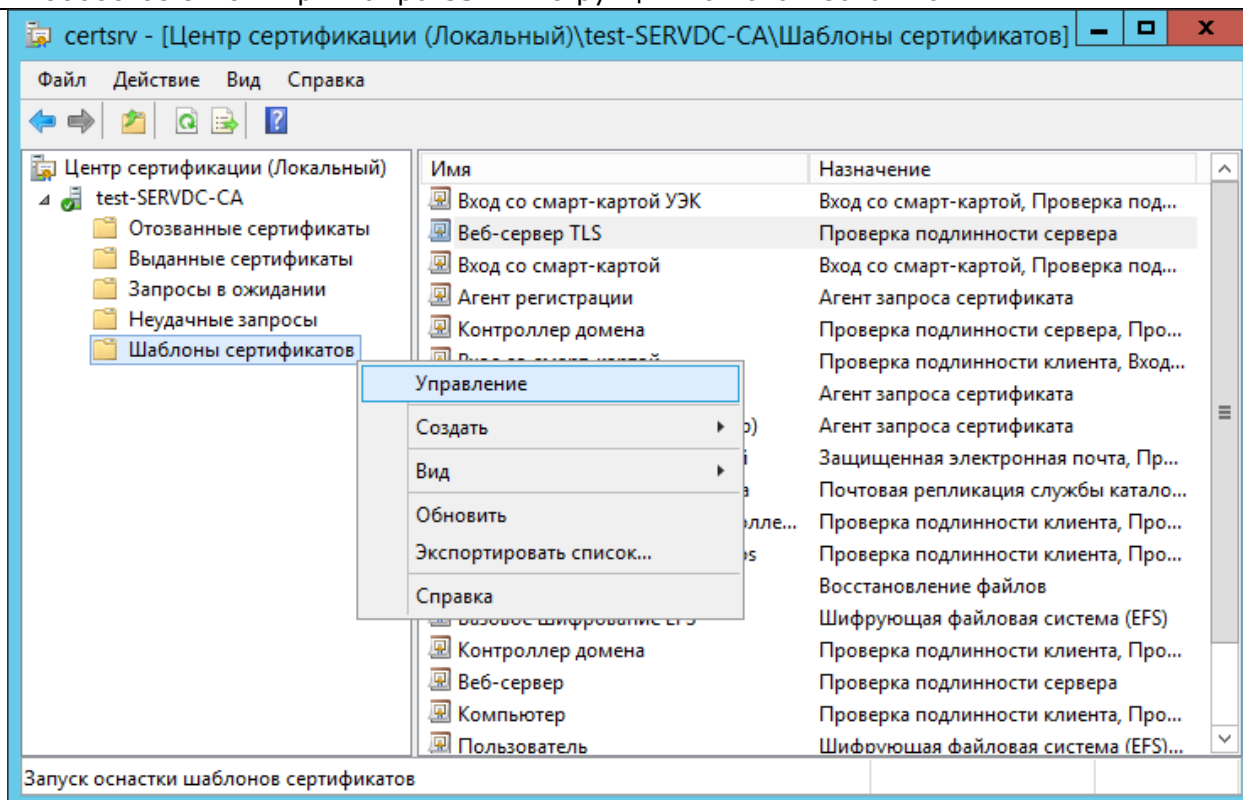 certsrv - [Центр сертификации (Локальный)\test-SERVDC-CA\Шаблоны сертификатов]
Файл Действие Вид Справка
Центр сертификации (Локальный)
test-SERVDC-CA
Отозванные сертификаты
Выданные сертификаты
Запросы в ожидании
Неудачные запросы
Шаблоны сертификатов
Управление
Создать
Вид
Обновить
Экспортировать список...
Справка
Имя Назначение
Вход со смарт-картой УЭК Вход со смарт-картой, Проверка под...
Веб-сервер TLS Проверка подлинности сервера
Вход со смарт-картой Вход со смарт-картой, Проверка под...
Агент регистрации Агент запроса сертификата
Контроллер домена Проверка подлинности сервера, Про...
Вход со смарт-картой Проверка подлинности клиента, Вход...
Агент запроса сертификата
Агент запроса сертификата
Защищенная электронная почта, Пр...
Почтовая репликация службы катало...
Проверка подлинности клиента, Про...
Проверка подлинности клиента, Про...
Восстановление файлов
Базовое шифрование EFS Шифрующая файловая система (EFS)
Контроллер домена Проверка подлинности клиента, Про...
Веб-сервер Проверка подлинности сервера
Компьютер Проверка подлинности клиента, Про...
Пользователь Шифрующая файловая система (EFS)...
Запуск оснастки шаблонов сертификатов